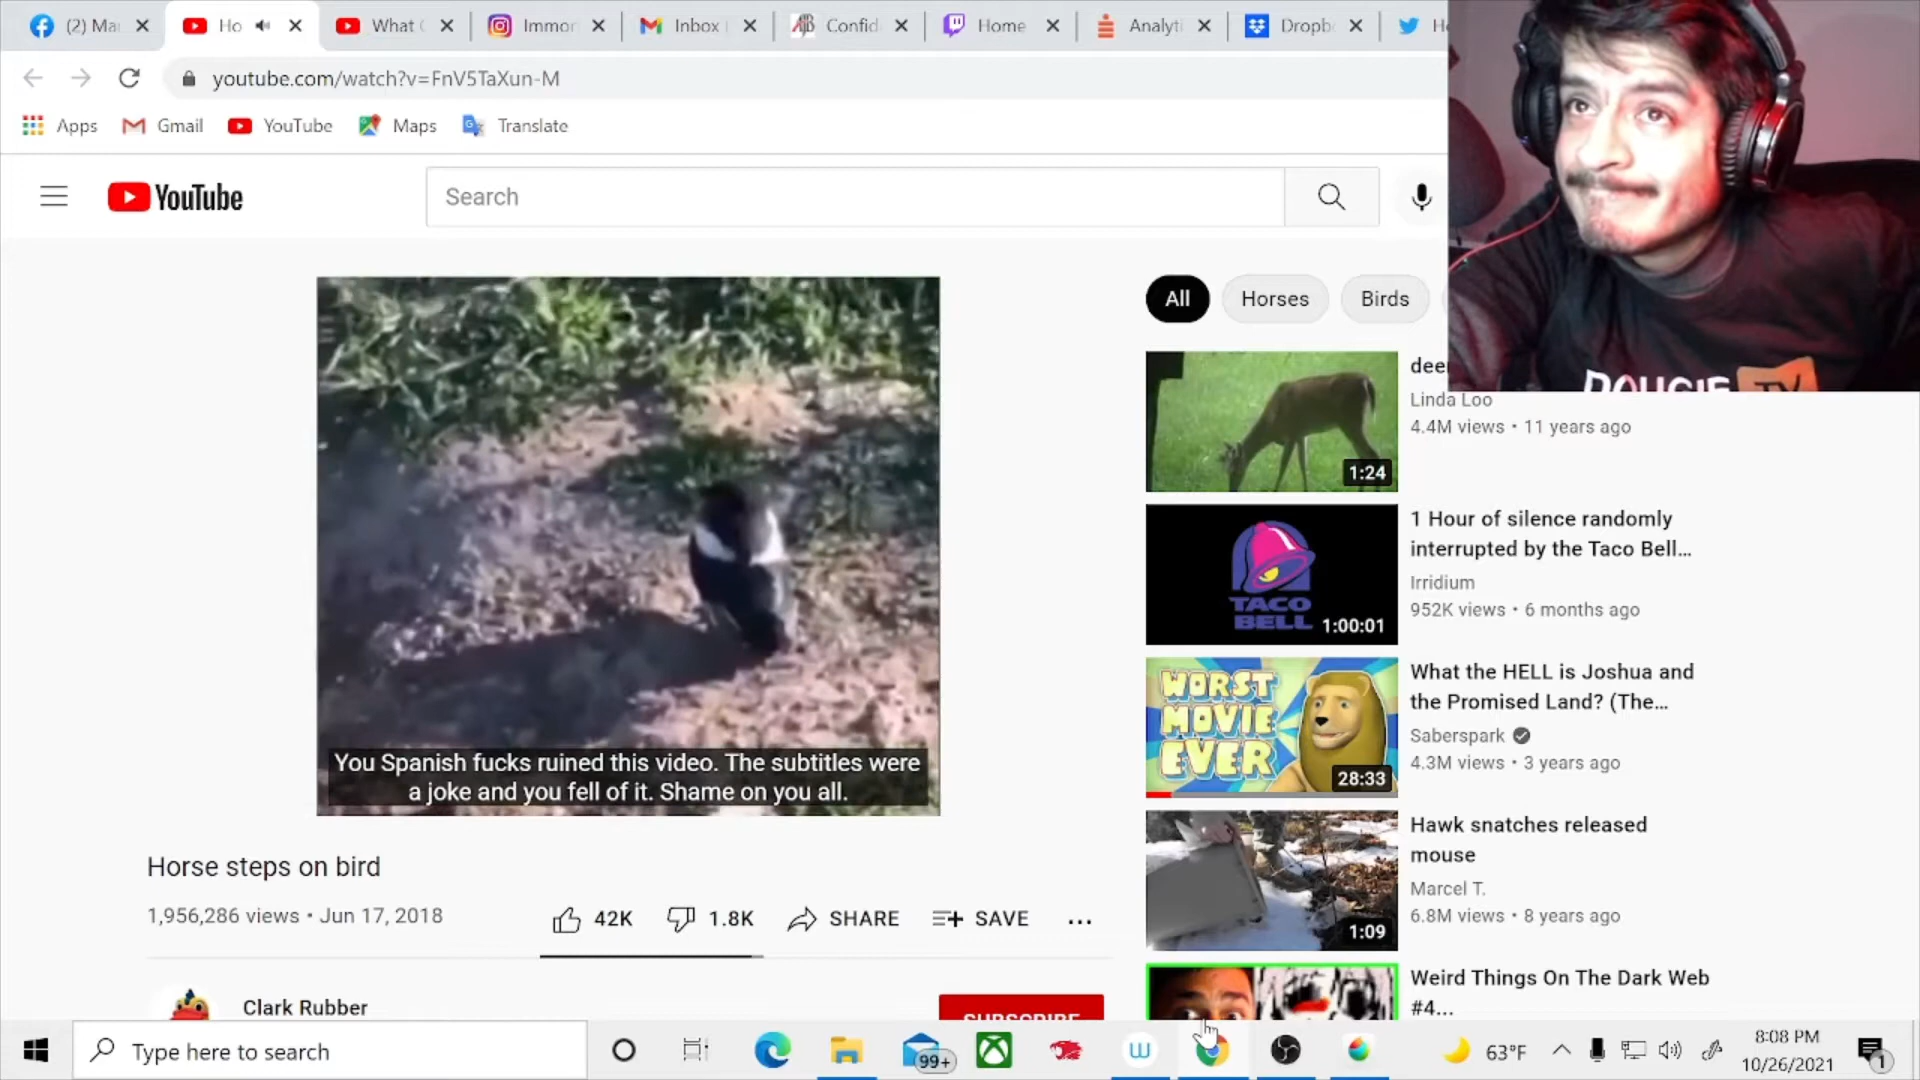 (2) Ma
Ho
What
Immor
Inbox
Confid
Home
Analyti
Dropb
youtube.com/watch?v=FnV5TaXun-M
Apps
Gmail
YouTube
Maps
Translate
YouTube
Search
All
Horses
Birds
DOUGIE TV
deer
Linda Loo
4.4M views • 11 years ago
1:24
1 Hour of silence randomly
interrupted by the Taco Bell...
Irridium
952K views • 6 months ago
TACO
BELL
1:00:01
What the HELL is Joshua and
the Promised Land? (The...
Saberspark
4.3M views • 3 years ago
WORST
MOVIE
EVER
28:33
Hawk snatches released
mouse
Marcel T.
6.8M views • 8 years ago
1:09
Weird Things On The Dark Web
#4...
You Spanish fucks ruined this video. The subtitles were
a joke and you fell of it. Shame on you all.
Horse steps on bird
1,956,286 views • Jun 17, 2018
42K
1.8K
SHARE
SAVE
Clark Rubber
SUBSCRIBE
Type here to search
99+
63°F
8:08 PM
10/26/2021
1